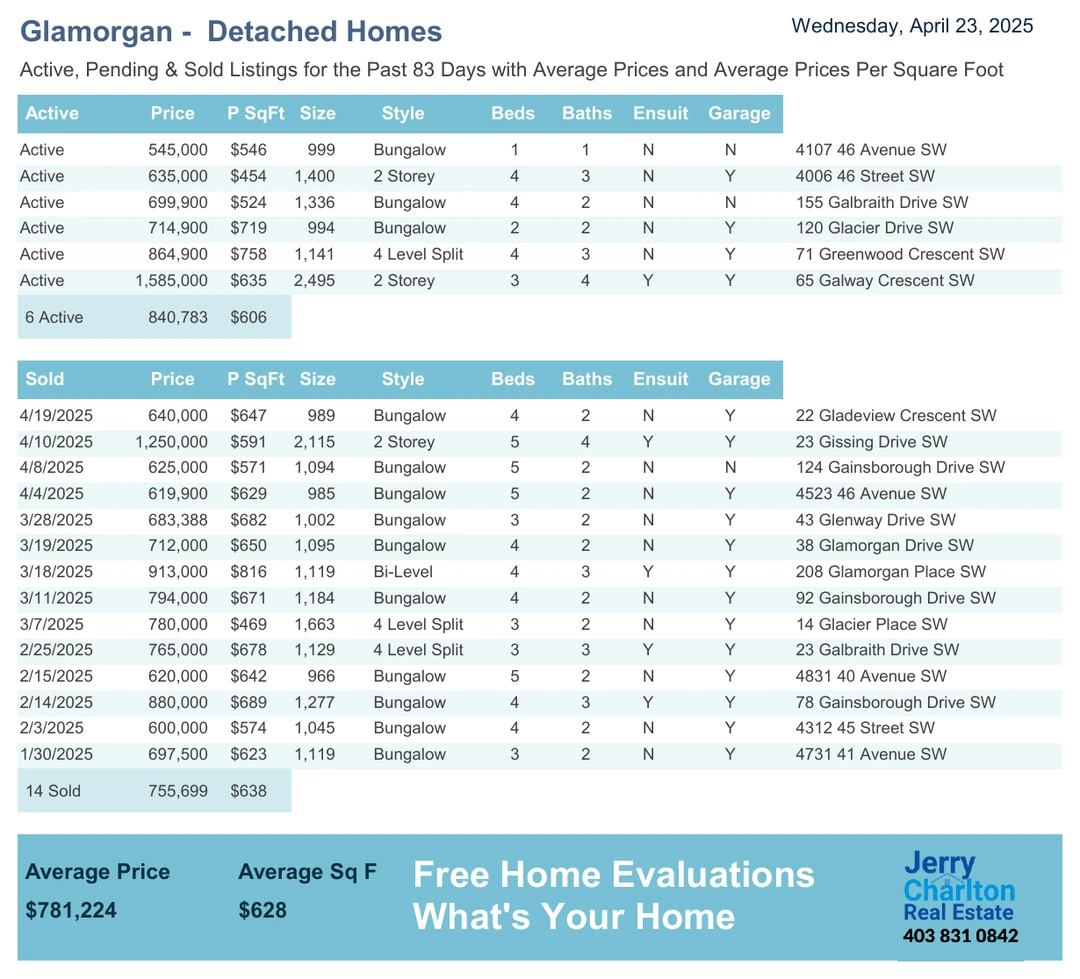 Glamorgan - Detached Homes
Wednesday, April 23, 2025
Active, Pending & Sold Listings for the Past 83 Days with Average Prices and Average Prices Per Square Foot
Active Price P SqFt Size Style Beds Baths Ensuit Garage
Active 545,000 $546 999 Bungalow 1 1 N N 4107 46 Avenue SW
Active 635,000 $454 1,400 2 Storey 4 3 N Y 4006 46 Street SW
Active 699,900 $524 1,336 Bungalow 4 2 N N 155 Galbraith Drive SW
Active 714,900 $719 994 Bungalow 2 2 N Y 120 Glacier Drive SW
Active 864,900 $758 1,141 4 Level Split 4 3 N Y 71 Greenwood Crescent SW
Active 1,585,000 $635 2,495 2 Storey 3 4 Y Y 65 Galway Crescent SW
6 Active 840,783 $606
Sold Price P SqFt Size Style Beds Baths Ensuit Garage
4/19/2025 640,000 $647 989 Bungalow 4 2 N Y 22 Gladeview Crescent SW
4/10/2025 1,250,000 $591 2,115 2 Storey 5 4 Y Y 23 Gissing Drive SW
4/8/2025 625,000 $571 1,094 Bungalow 5 2 N N 124 Gainsborough Drive SW
4/4/2025 619,900 $629 985 Bungalow 5 2 N Y 4523 46 Avenue SW
3/28/2025 683,388 $682 1,002 Bungalow 3 2 N Y 43 Glenway Drive SW
3/19/2025 712,000 $650 1,095 Bungalow 4 2 N Y 38 Glamorgan Drive SW
3/18/2025 913,000 $816 1,119 Bi-Level 4 3 Y Y 208 Glamorgan Place SW
3/11/2025 794,000 $671 1,184 Bungalow 4 2 N Y 92 Gainsborough Drive SW
3/7/2025 780,000 $469 1,663 4 Level Split 3 2 N Y 14 Glacier Place SW
2/25/2025 765,000 $678 1,129 4 Level Split 3 3 Y Y 23 Galbraith Drive SW
2/15/2025 620,000 $642 966 Bungalow 5 2 N Y 4831 40 Avenue SW
2/14/2025 880,000 $689 1,277 Bungalow 4 3 Y Y 78 Gainsborough Drive SW
2/3/2025 600,000 $574 1,045 Bungalow 4 2 N Y 4312 45 Street SW
1/30/2025 697,500 $623 1,119 Bungalow 3 2 N Y 4731 41 Avenue SW
14 Sold 755,699 $638
Average Price Average Sq F
$781,224 $628
Free Home Evaluations
What's Your Home
Jerry
Charlton
Real Estate
403 831 0842